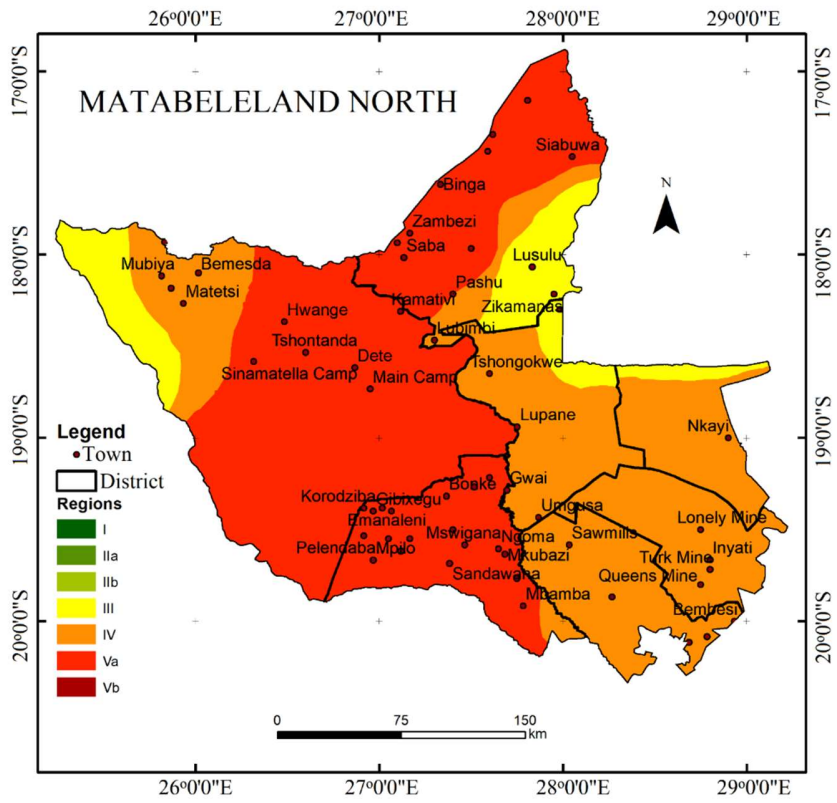 26°0'0"E
27°0'0"E
28°0'0"E
29°0'0"E
17°0'0"S
17°0'0"S
MATABELELAND NORTH
Siabuwa
Binga
N
Zambezi
Saba
18°0'0"S
18°0'0"S
Lusulu
Mubiya
Bemesda
Matetsi
Pashu
Kamativi
Zikamanas
Hwange
Lubimbi
Tshontanda
Dete
Tshongokwe
Sinamatella Camp
Main Camp
Lupane
Nkayi
19°0'0"S
19°0'0"S
Legend
Town
District
Regions
I
IIa
IIb
III
IV
Va
Vb
Gwai
Korodziba
Gibixegu
Umgusa
Lonely Mine
Emanaleni
Mswigana
Ngoma
Sawmills
Inyati
Pelendaba
Mpilo
Mkubazi
Turk Mine
Sandawana
Queens Mine
Mbamba
Bembesi
20°0'0"S
20°0'0"S
0
75
150
km
26°0'0"E
27°0'0"E
28°0'0"E
29°0'0"E